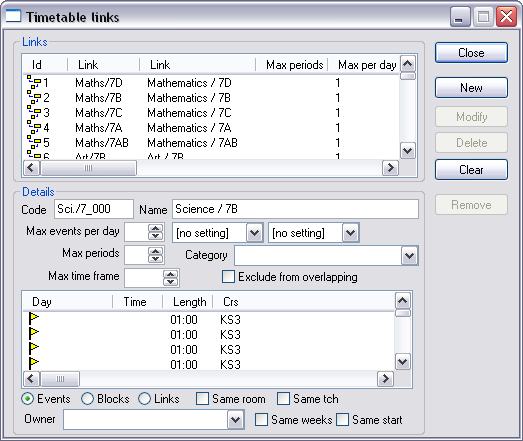 Timetable links
Links
Close
Id Link Link Max periods Max per day
1 Maths/7D Mathematics / 7D 1
2 Maths/7B Mathematics / 7B 1
New
3 Maths/7C Mathematics / 7C 1
Modify
4 Maths/7A Mathematics / 7A 1
5 Maths/7AB Mathematics / 7AB 1
Delete
6 Art/7B Art / 7B
Clear
Details
Code Sci./7_000 Name Science / 7B
Remove
Max events per day [no setting] [no setting]
Max periods Category
Max time frame Exclude from overlapping
Day Time Length Crs
01:00 KS3
01:00 KS3
01:00 KS3
01:00 KS3
Events Blocks Links Same room Same tch
Owner Same weeks Same start